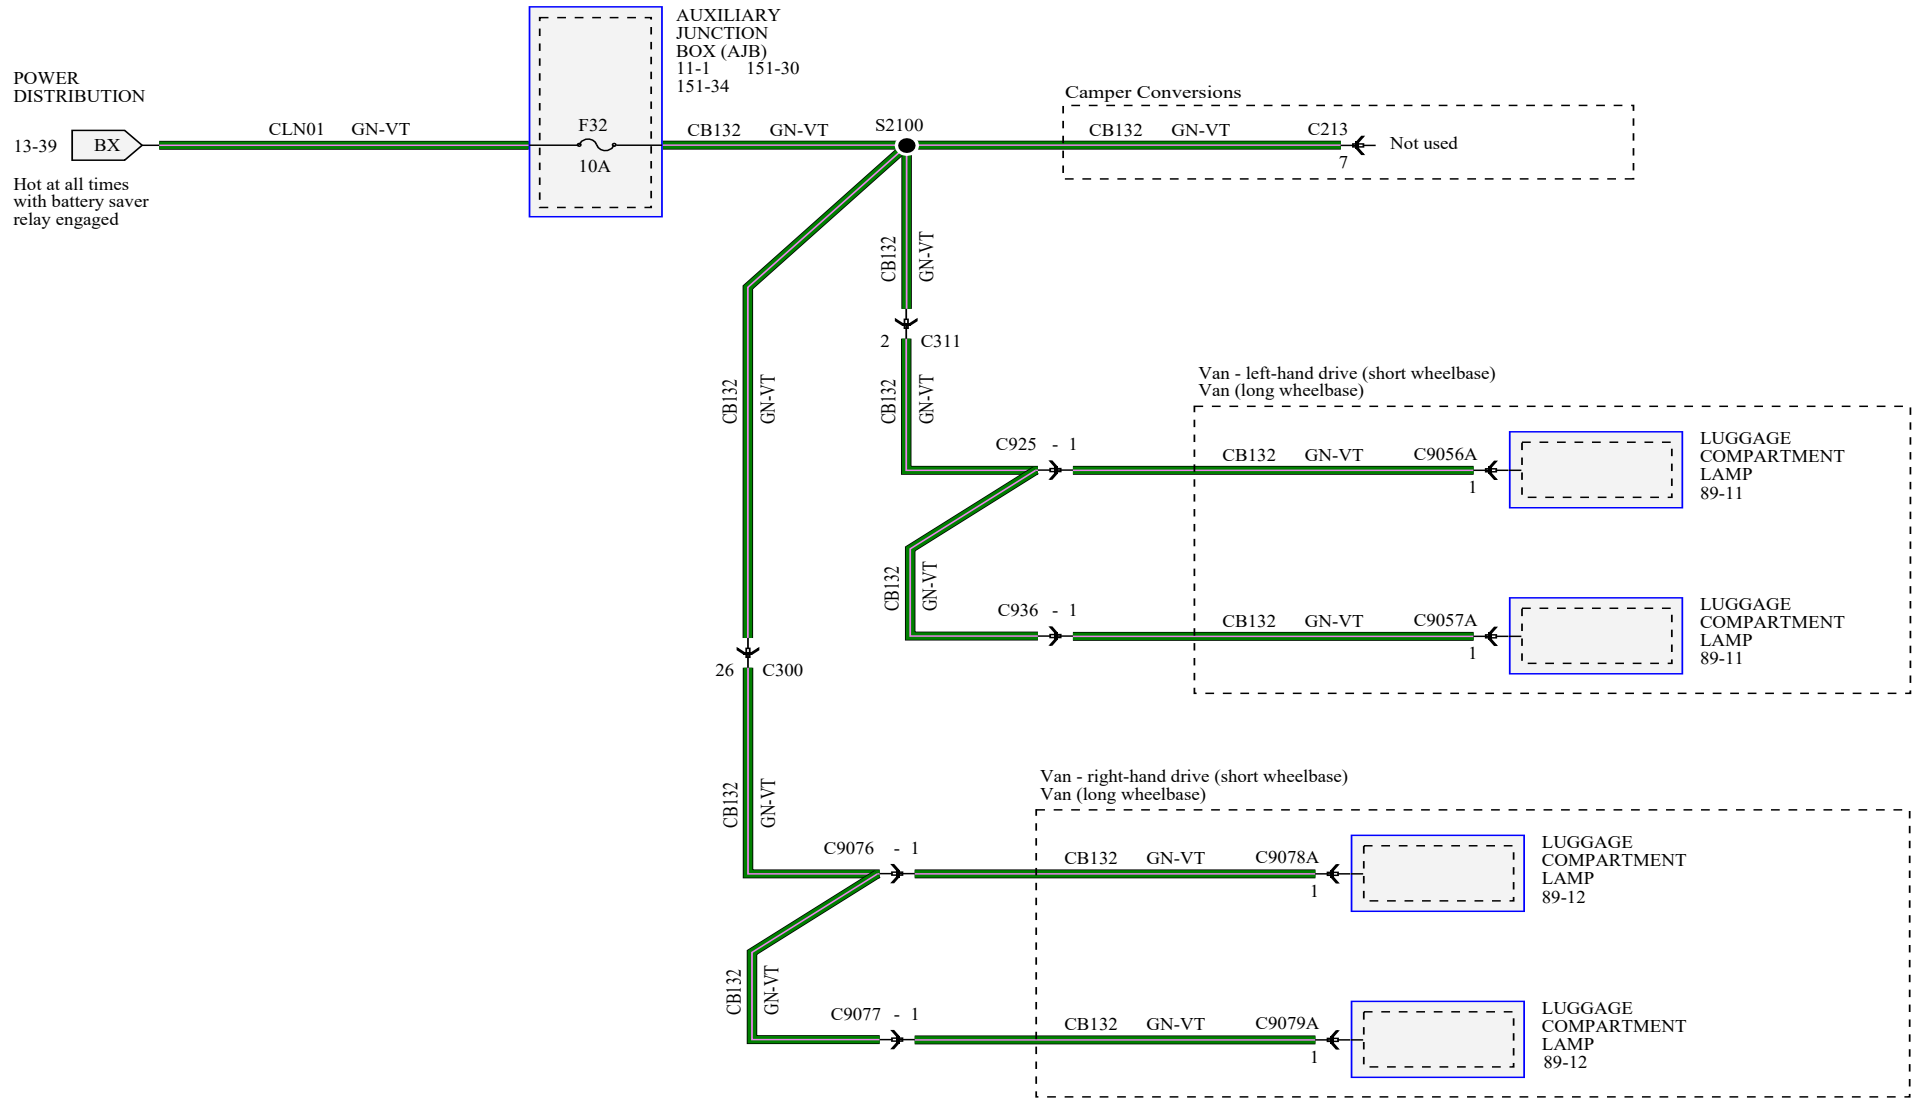 AUXILIARY
JUNCTION
BOX (AJB)
11-1 151-30
151-34
POWER
DISTRIBUTION
13-39 BX
Hot at all times
with battery saver
relay engaged
CLN01 GN-VT
F32
10A
CB132 GN-VT
S2100
Camper Conversions
CB132 GN-VT C213
7
Not used
CB132
GN-VT
2 C311
CB132
GN-VT
CB132
GN-VT
Van - left-hand drive (short wheelbase)
Van (long wheelbase)
C925 - 1
CB132 GN-VT C9056A
1
LUGGAGE
COMPARTMENT
LAMP
89-11
CB132
GN-VT
C936 - 1
CB132 GN-VT C9057A
1
LUGGAGE
COMPARTMENT
LAMP
89-11
26 C300
CB132
GN-VT
Van - right-hand drive (short wheelbase)
Van (long wheelbase)
C9076 - 1
CB132 GN-VT C9078A
1
LUGGAGE
COMPARTMENT
LAMP
89-12
CB132
GN-VT
C9077 - 1
CB132 GN-VT C9079A
1
LUGGAGE
COMPARTMENT
LAMP
89-12